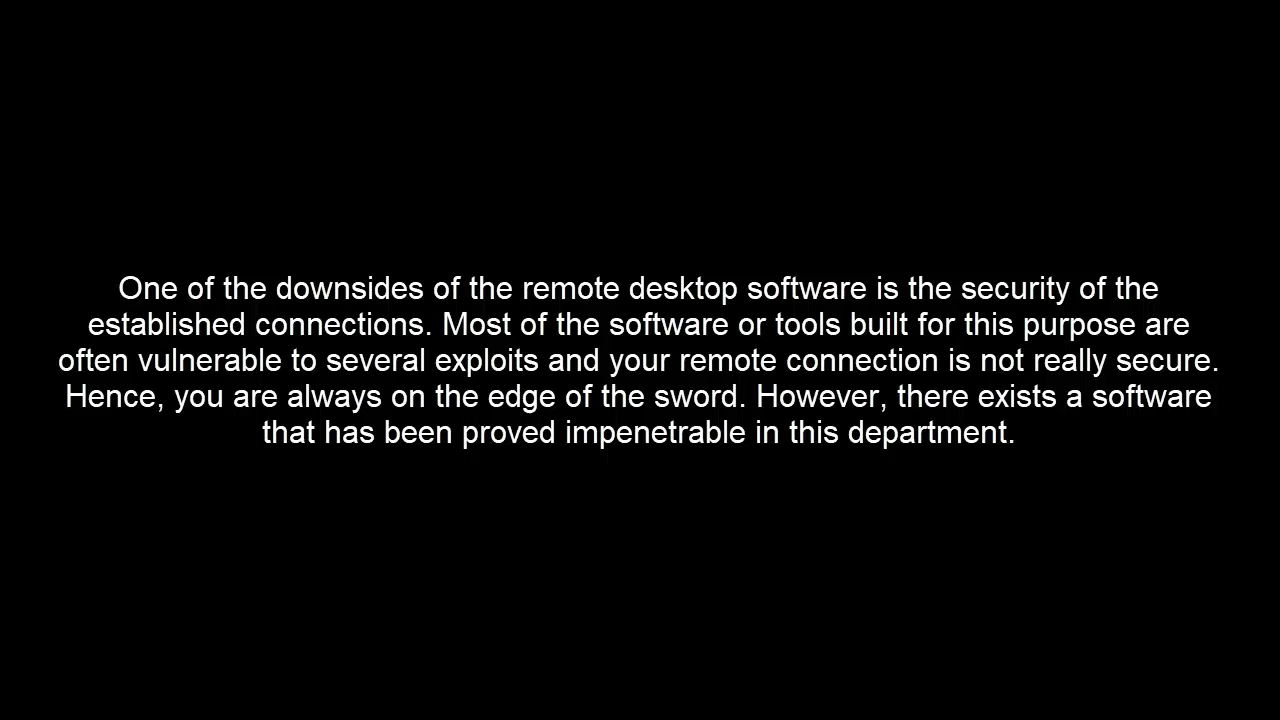 One of the downsides of the remote desktop software is the security of the
established connections. Most of the software or tools built for this purpose are
often vulnerable to several exploits and your remote connection is not really secure.
Hence, you are always on the edge of the sword. However, there exists a software
that has been proved impenetrable in this department.